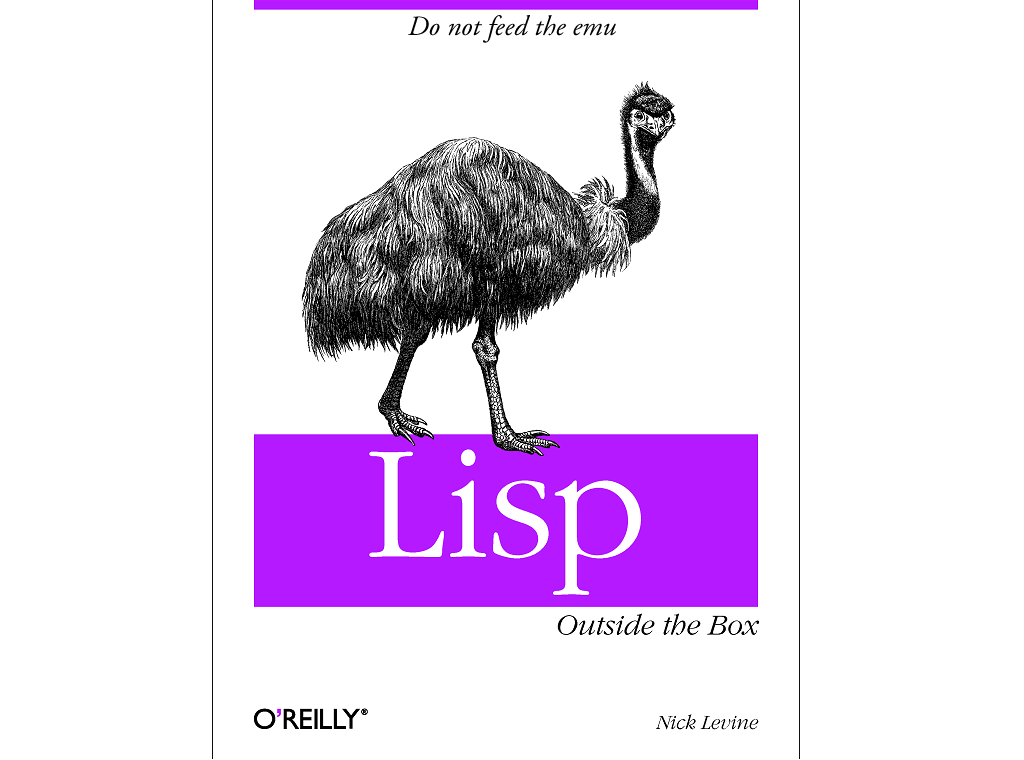 Do not feed the emu
Lisp
Outside the Box
O'REILLY®
Nick Levine